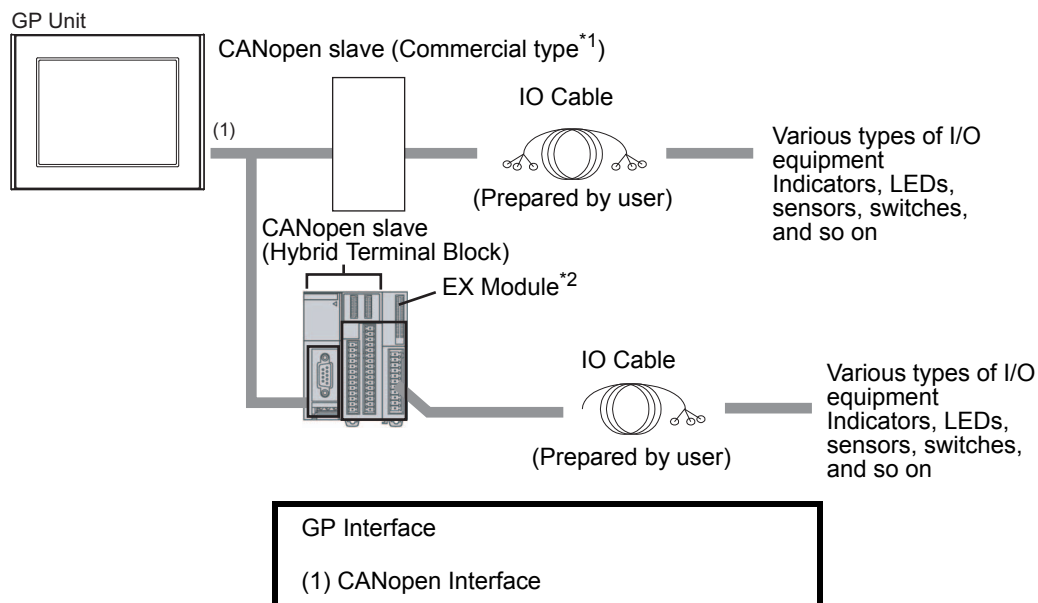 GP Unit
CANopen slave (Commercial type*1)
(1)
IO Cable
(Prepared by user)
Various types of I/O
equipment
Indicators, LEDs,
sensors, switches,
and so on
CANopen slave
(Hybrid Terminal Block)
EX Module*2
IO Cable
(Prepared by user)
Various types of I/O
equipment
Indicators, LEDs,
sensors, switches,
and so on
GP Interface
(1) CANopen Interface